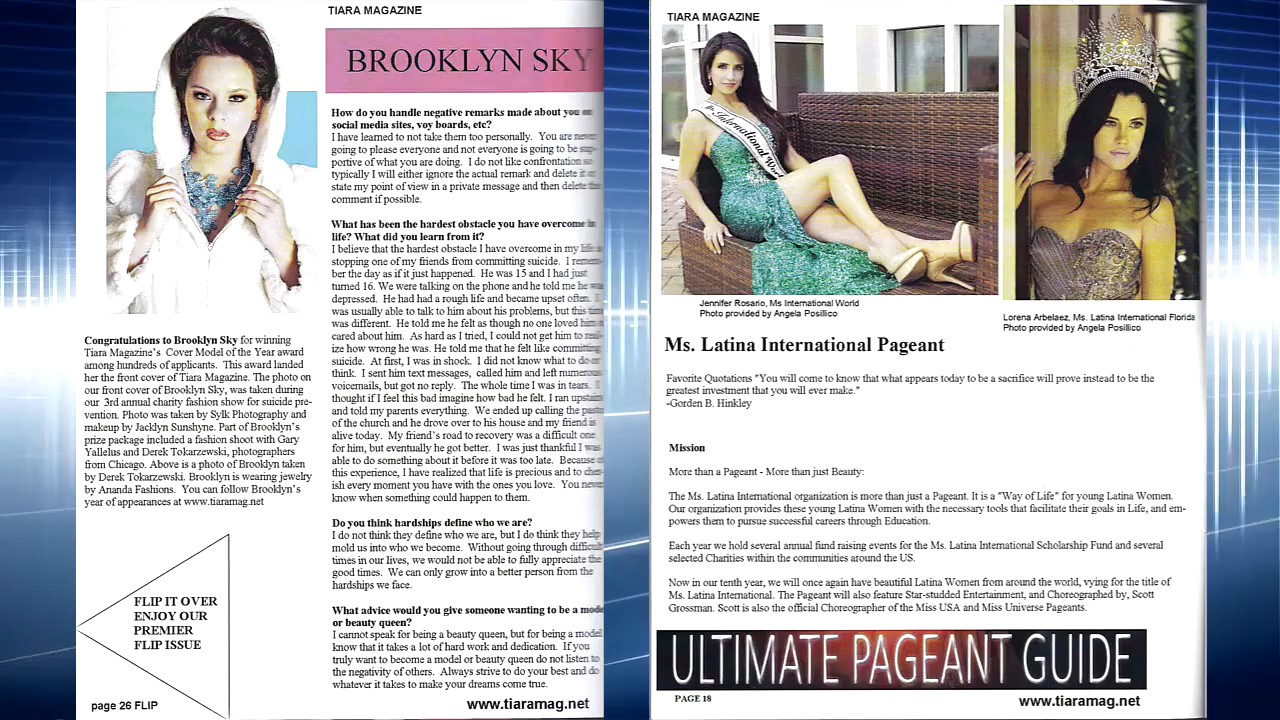 TIARA MAGAZINE
BROOKLYN SKY
How do you handle negative remarks made about you on
social media sites, voy boards, etc?
I have learned to not take them too personally. You are never
going to please everyone and not everyone is going to be sup-
portive of what you are doing. I do not like confrontation so
typically I will either ignore the actual remark and delete it or
state my point of view in a private message and then delete the
comment if possible.
What has been the hardest obstacle you have overcome in
life? What did you learn from it?
I believe that the hardest obstacle I have overcome in my life is
stopping one of my friends from committing suicide. I remem-
ber the day as if it just happened. He was 15 and I had just
turned 16. We were talking on the phone and he told me he was
depressed. He had had a rough life and became upset often. I
was usually able to talk to him about his problems, but this time
was different. He told me he felt as though no one loved him or
cared about him. As hard as I tried, I could not get him to real-
ize how wrong he was. He told me that he felt like committing
suicide. At first, I was in shock. I did not know what to do or
think. I sent him text messages, called him and left numerous
voicemails, but got no reply. The whole time I was in tears. I
thought if I feel this bad imagine how bad he felt. I ran upstairs
and told my parents everything. We ended up calling the pastor
of the church and he drove over to his house and my friend is
alive today. My friend's road to recovery was a difficult one
for him, but eventually he got better. I was just thankful I was
able to do something about it before it was too late. Because of
this experience, I have realized that life is precious and to cher-
ish every moment you have with the ones you love. You never
know when something could happen to them.
Do you think hardships define who we are?
I do not think they define who we are, but I do think they help
mold us into who we become. Without going through difficult
times in our lives, we would not be able to fully appreciate the
good times. We can only grow into a better person from the
hardships we face.
What advice would you give someone wanting to be a model
or beauty queen?
I cannot speak for being a beauty queen, but for being a model
know that it takes a lot of hard work and dedication. If you
truly want to become a model or beauty queen do not listen to
the negativity of others. Always strive to do your best and do
whatever it takes to make your dreams come true.
Congratulations to Brooklyn Sky for winning
Tiara Magazine's Cover Model of the Year award
among hundreds of applicants. This award landed
her the front cover of Tiara Magazine. The photo on
our front cover of Brooklyn Sky, was taken during
our 3rd annual charity fashion show for suicide pre-
vention. Photo was taken by Sylk Photography and
makeup by Jacklyn Sunshyne. Part of Brooklyn's
prize package included a fashion shoot with Gary
Yallelus and Derek Tokarzewski, photographers
from Chicago. Above is a photo of Brooklyn taken
by Derek Tokarzewski. Brooklyn is wearing jewelry
by Ananda Fashions. You can follow Brooklyn's
year of appearances at www.tiaramag.net
FLIP IT OVER
ENJOY OUR
PREMIER
FLIP ISSUE
page 26 FLIP
www.tiaramag.net
TIARA MAGAZINE
Ms. International World
Jennifer Rosario, Ms International World
Photo provided by Angela Posillico
Lorena Arbelaez, Ms. Latina International Florida
Photo provided by Angela Posillico
Ms. Latina International Pageant
Favorite Quotations "You will come to know that what appears today to be a sacrifice will prove instead to be the
greatest investment that you will ever make."
-Gorden B. Hinkley
Mission
More than a Pageant - More than just Beauty:
The Ms. Latina International organization is more than just a Pageant. It is a "Way of Life" for young Latina Women.
Our organization provides these young Latina Women with the necessary tools that facilitate their goals in Life, and em-
powers them to pursue successful careers through Education.
Each year we hold several annual fund raising events for the Ms. Latina International Scholarship Fund and several
selected Charities within the communities around the US.
Now in our tenth year, we will once again have beautiful Latina Women from around the world, vying for the title of
Ms. Latina International. The Pageant will also feature Star-studded Entertainment, and Choreographed by, Scott
Grossman. Scott is also the official Choreographer of the Miss USA and Miss Universe Pageants.
ULTIMATE PAGEANT GUIDE
PAGE 18
www.tiaramag.net